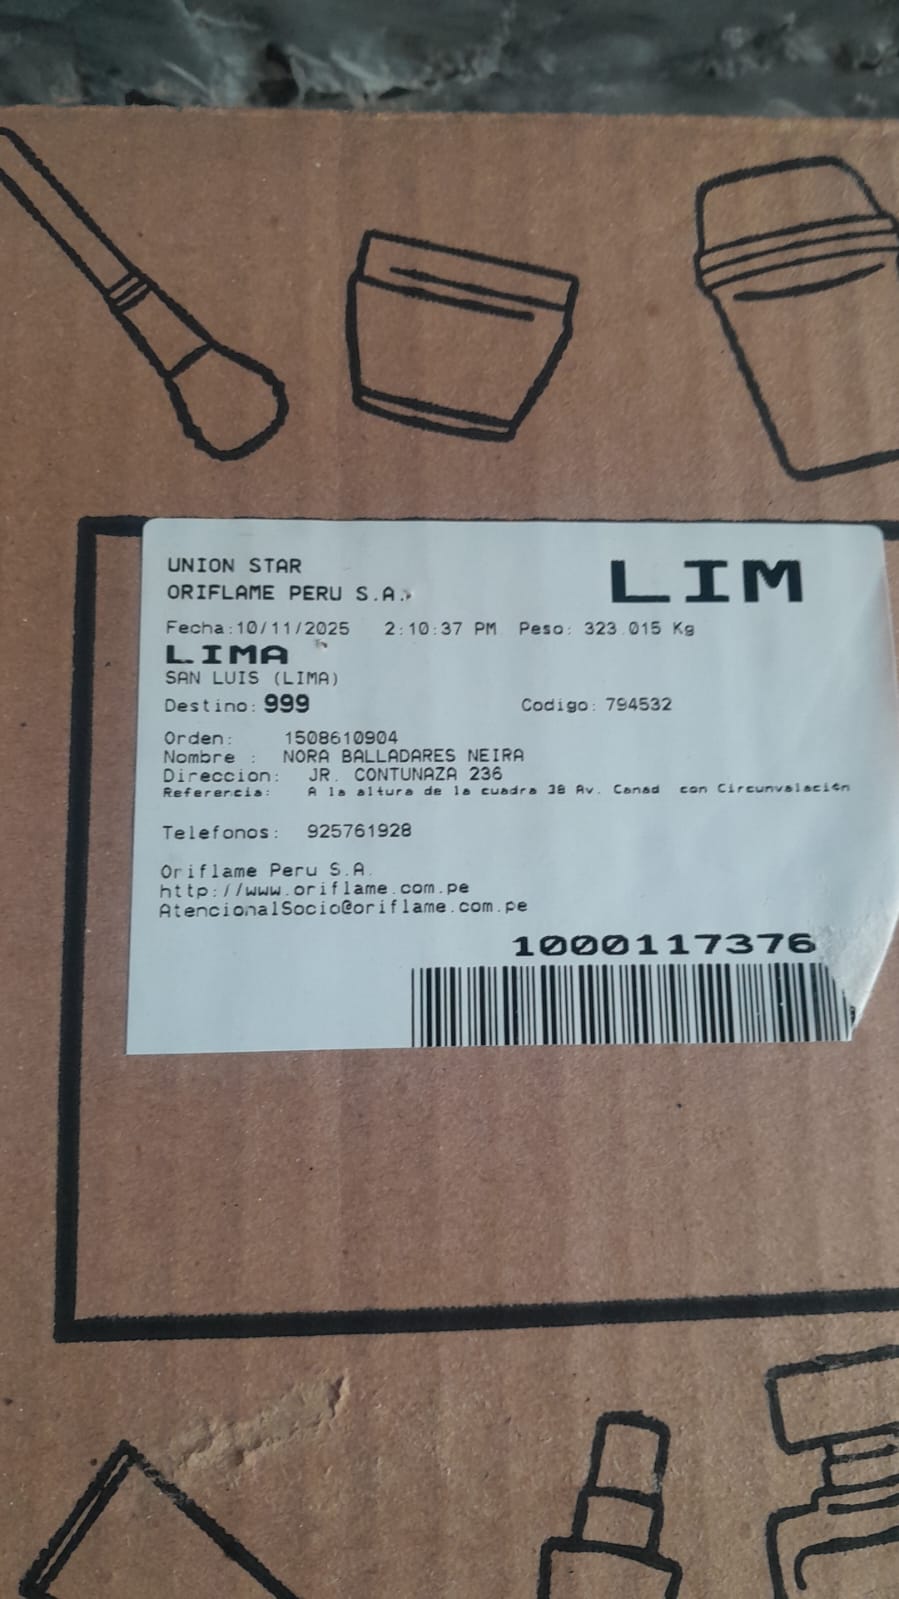 UNION STAR
LIM
ORIFLAME PERU S.A.
Fecha:10/11/2025 2:10:37 PM Peso: 323.015 Kg
LIMA
SAN LUIS (LIMA)
Destino: 999 Codigo: 794532
Orden: 1508610904
Nombre : NORA BALLADARES NEIRA
Direccion: JR. CONTUNAZA 236
Referencia: A la altura de la cuadra 38 Av. Canad con Circunvalación
Telefonos: 925761928
Oriflame Peru S.A.
http://www.oriflame.com.pe
AtencionalSocio@oriflame.com.pe
1000117376